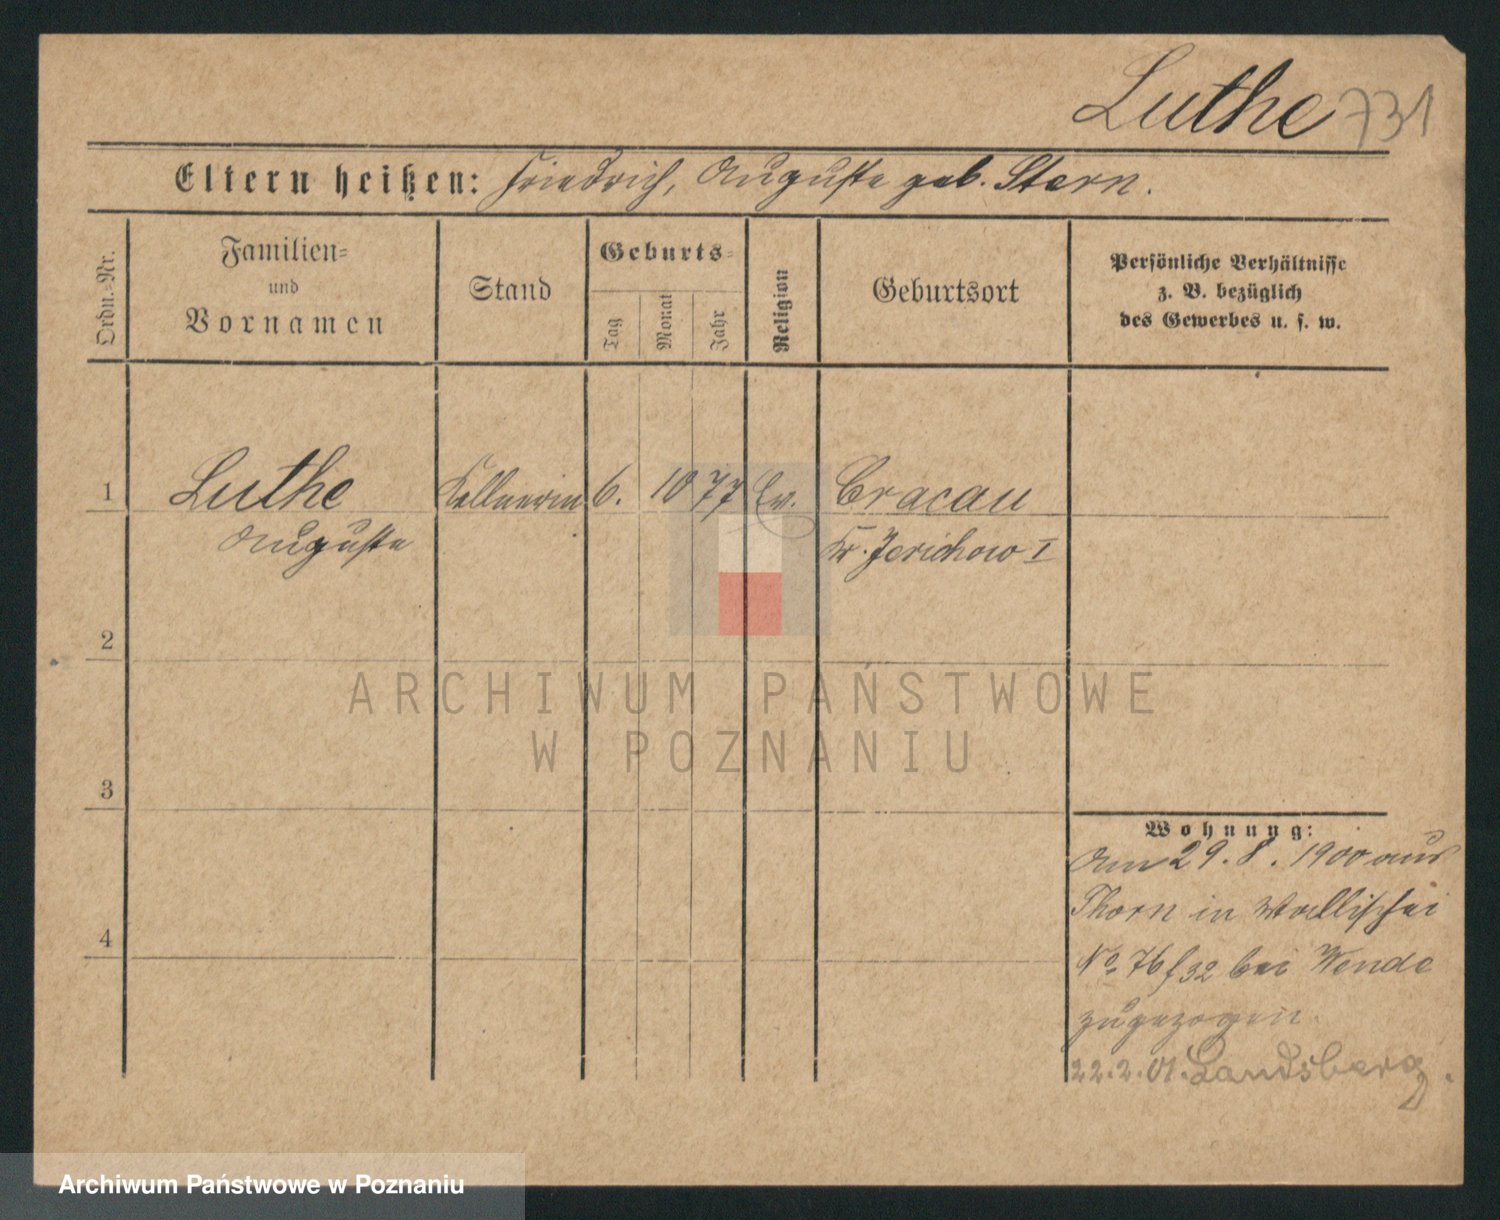 Luthe 731
Eltern heißen: Friedrich, Auguste geb. Stern.
Ordn.-Nr.
Familien-
und
Vornamen
Stand
Geburts-
Tag
Monat
Jahr
Religion
Geburtsort
Persönliche Verhältnisse
z. B. bezüglich
des Gewerbes u. s. w.
1 Luthe Kellnerin 6. 10 77 Ev. Cracau
Auguste Kr. Jerichow I
2
ARCHIWUM PAŃSTWOWE
W POZNANIU
3
Wohnung:
Am 29. 8. 1900 aus
Thorn in Wallischei
4
No. 76/32 bei Wende
zugezogen.
22.2.01. Landsberg.
Archiwum Państwowe w Poznaniu